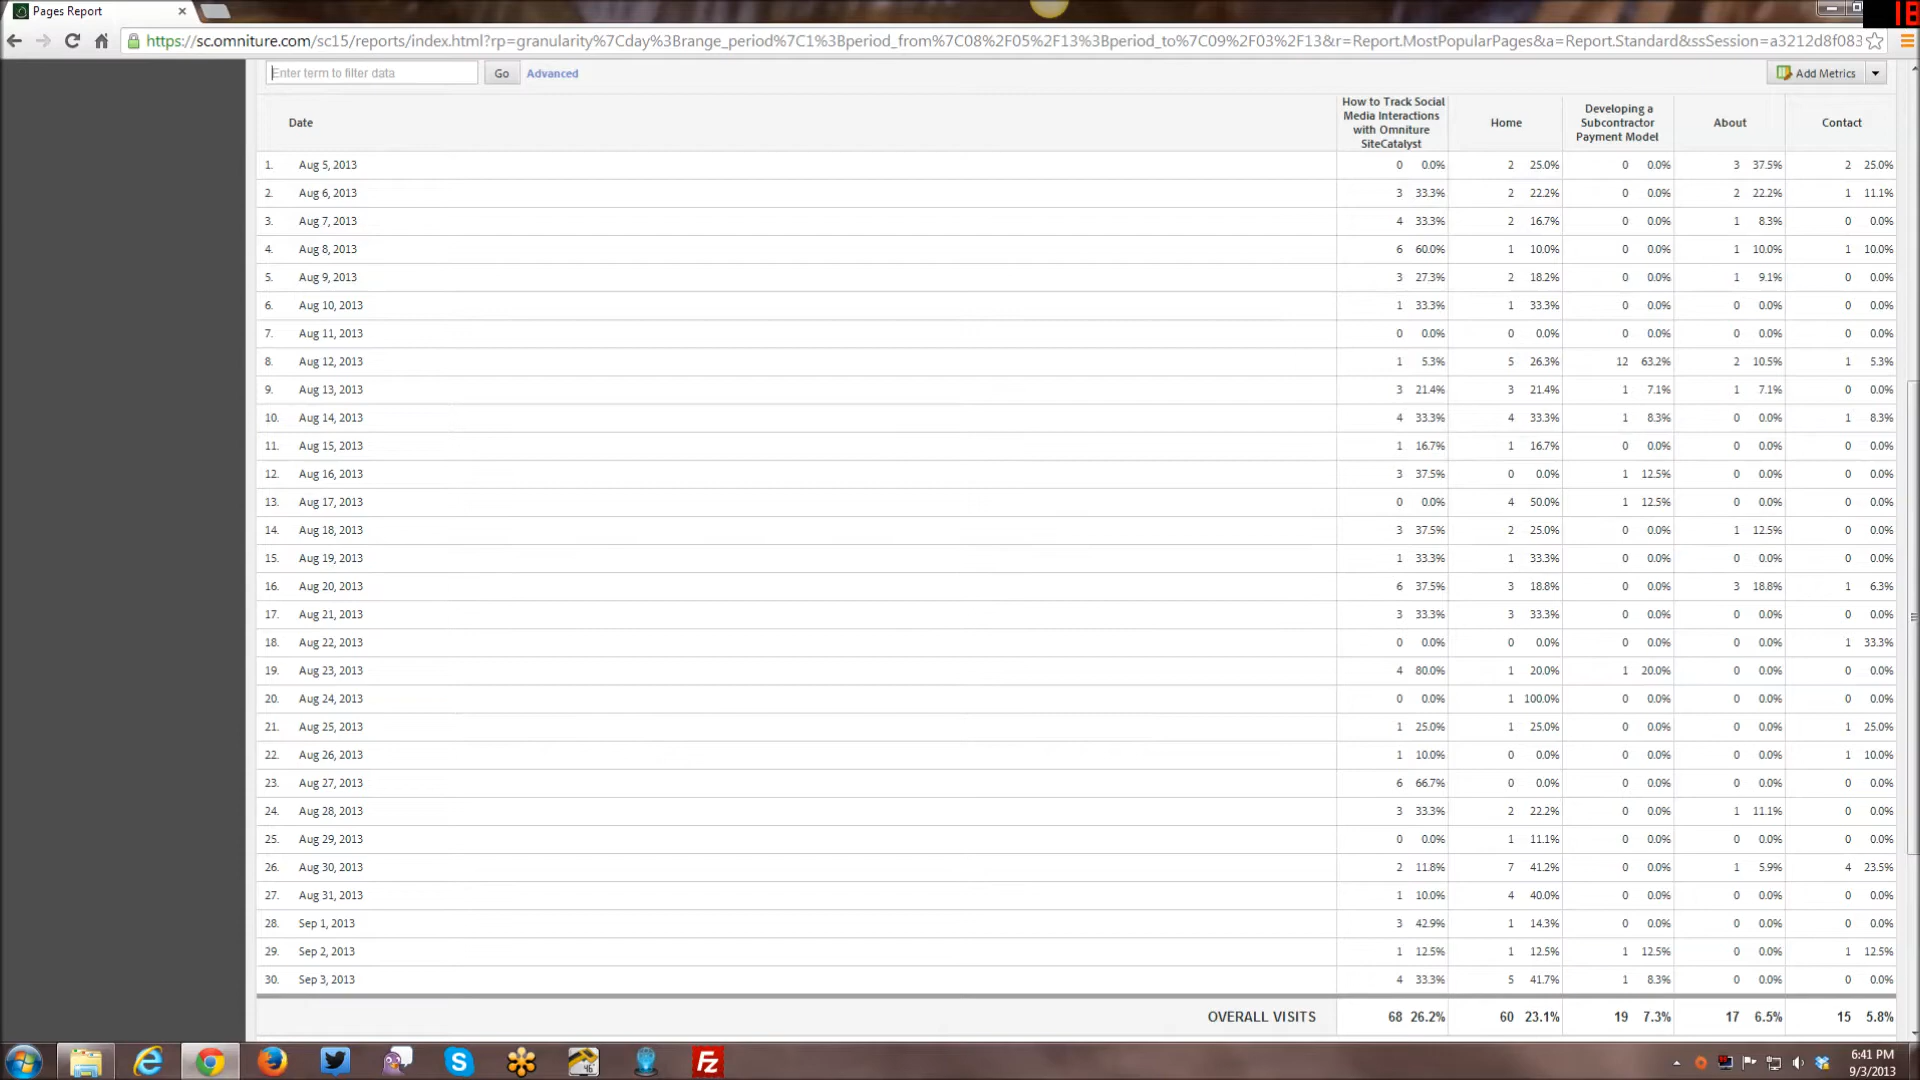 Pages Report
18
https://sc.omniture.com/sc15/reports/index.html?rp=granularity%7Cday%3Brange_period%7C1%3Bperiod_from%7C08%2F05%2F13%3Bperiod_to%7C09%2F03%2F13&r=Report.MostPopularPages&a=Report.Standard&ssSession=a3212d8f083
Enter term to filter data Go Advanced Add Metrics
Date How to Track Social Media Interactions with Omniture SiteCatalyst Home Developing a Subcontractor Payment Model About Contact
1. Aug 5, 2013 0 0.0% 2 25.0% 0 0.0% 3 37.5% 2 25.0%
2. Aug 6, 2013 3 33.3% 2 22.2% 0 0.0% 2 22.2% 1 11.1%
3. Aug 7, 2013 4 33.3% 2 16.7% 0 0.0% 1 8.3% 0 0.0%
4. Aug 8, 2013 6 60.0% 1 10.0% 0 0.0% 1 10.0% 1 10.0%
5. Aug 9, 2013 3 27.3% 2 18.2% 0 0.0% 1 9.1% 0 0.0%
6. Aug 10, 2013 1 33.3% 1 33.3% 0 0.0% 0 0.0% 0 0.0%
7. Aug 11, 2013 0 0.0% 0 0.0% 0 0.0% 0 0.0% 0 0.0%
8. Aug 12, 2013 1 5.3% 5 26.3% 12 63.2% 2 10.5% 1 5.3%
9. Aug 13, 2013 3 21.4% 3 21.4% 1 7.1% 1 7.1% 0 0.0%
10. Aug 14, 2013 4 33.3% 4 33.3% 1 8.3% 0 0.0% 1 8.3%
11. Aug 15, 2013 1 16.7% 1 16.7% 0 0.0% 0 0.0% 0 0.0%
12. Aug 16, 2013 3 37.5% 0 0.0% 1 12.5% 0 0.0% 0 0.0%
13. Aug 17, 2013 0 0.0% 4 50.0% 1 12.5% 0 0.0% 0 0.0%
14. Aug 18, 2013 3 37.5% 2 25.0% 0 0.0% 1 12.5% 0 0.0%
15. Aug 19, 2013 1 33.3% 1 33.3% 0 0.0% 0 0.0% 0 0.0%
16. Aug 20, 2013 6 37.5% 3 18.8% 0 0.0% 3 18.8% 1 6.3%
17. Aug 21, 2013 3 33.3% 3 33.3% 0 0.0% 0 0.0% 0 0.0%
18. Aug 22, 2013 0 0.0% 0 0.0% 0 0.0% 0 0.0% 1 33.3%
19. Aug 23, 2013 4 80.0% 1 20.0% 1 20.0% 0 0.0% 0 0.0%
20. Aug 24, 2013 0 0.0% 1 100.0% 0 0.0% 0 0.0% 0 0.0%
21. Aug 25, 2013 1 25.0% 1 25.0% 0 0.0% 0 0.0% 1 25.0%
22. Aug 26, 2013 1 10.0% 0 0.0% 0 0.0% 0 0.0% 1 10.0%
23. Aug 27, 2013 6 66.7% 0 0.0% 0 0.0% 0 0.0% 0 0.0%
24. Aug 28, 2013 3 33.3% 2 22.2% 0 0.0% 1 11.1% 0 0.0%
25. Aug 29, 2013 0 0.0% 1 11.1% 0 0.0% 0 0.0% 0 0.0%
26. Aug 30, 2013 2 11.8% 7 41.2% 0 0.0% 1 5.9% 4 23.5%
27. Aug 31, 2013 1 10.0% 4 40.0% 0 0.0% 0 0.0% 0 0.0%
28. Sep 1, 2013 3 42.9% 1 14.3% 0 0.0% 0 0.0% 0 0.0%
29. Sep 2, 2013 1 12.5% 1 12.5% 1 12.5% 0 0.0% 1 12.5%
30. Sep 3, 2013 4 33.3% 5 41.7% 1 8.3% 0 0.0% 0 0.0%
OVERALL VISITS 68 26.2% 60 23.1% 19 7.3% 17 6.5% 15 5.8%
6:41 PM
9/3/2013